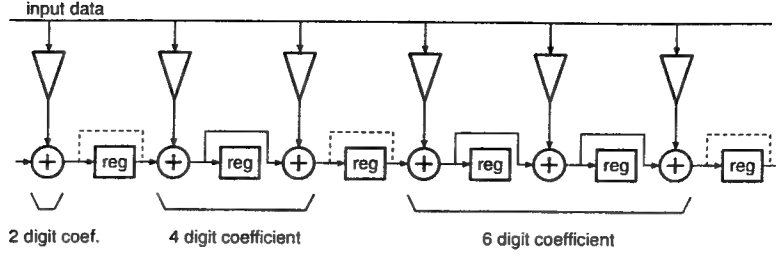 input data
+
reg
+
reg
+
reg
+
reg
+
reg
+
reg
2 digit coef.
4 digit coefficient
6 digit coefficient